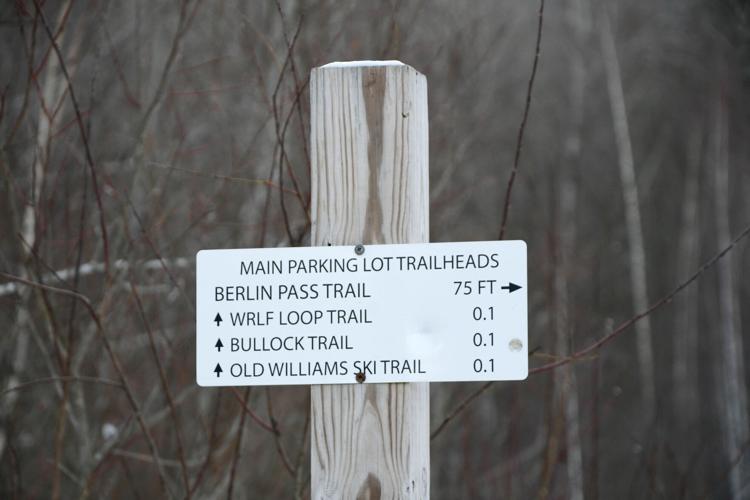 MAIN PARKING LOT TRAILHEADS
BERLIN PASS TRAIL 75 FT →
↑ WRLF LOOP TRAIL 0.1
↑ BULLOCK TRAIL 0.1
↑ OLD WILLIAMS SKI TRAIL 0.1